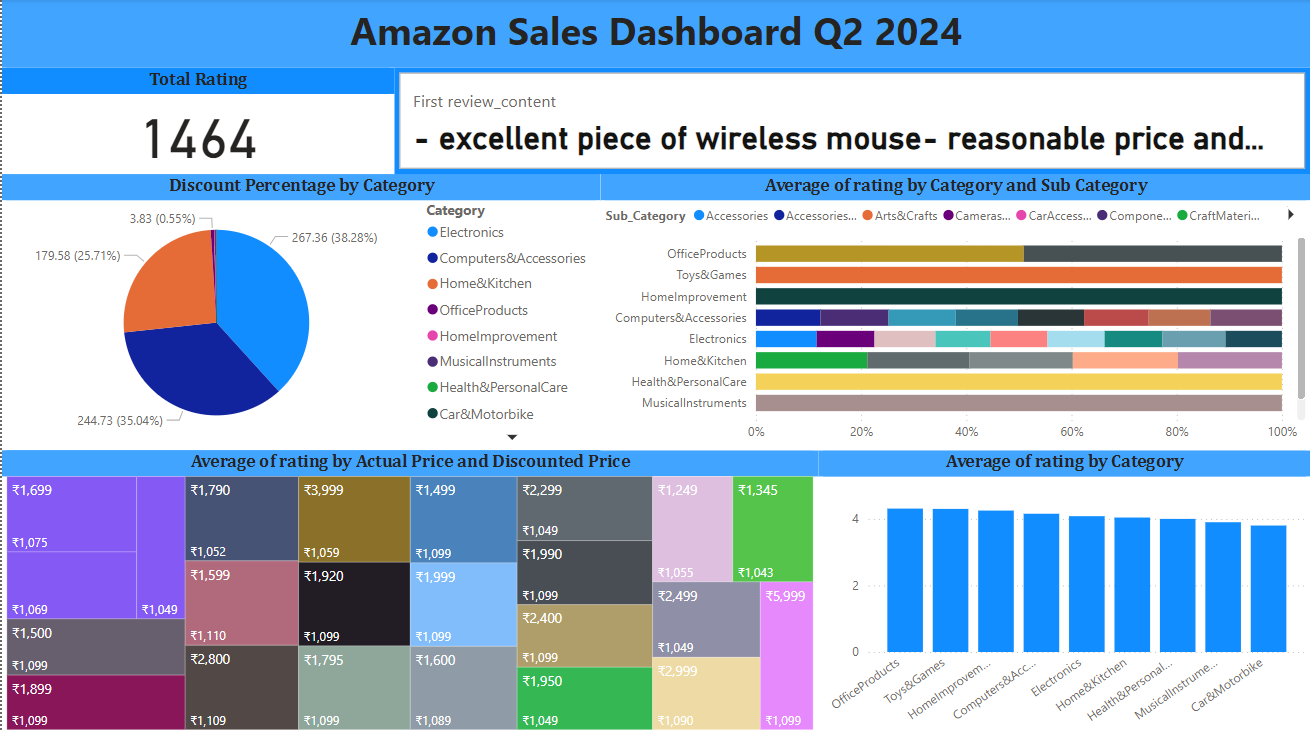 Amazon Sales Dashboard Q2 2024
Total Rating
1464
First review_content
- excellent piece of wireless mouse- reasonable price and...
Discount Percentage by Category
3.83 (0.55%)
267.36 (38.28%)
179.58 (25.71%)
244.73 (35.04%)
Category
Electronics
Computers&Accessories
Home&Kitchen
OfficeProducts
HomeImprovement
MusicalInstruments
Health&PersonalCare
Car&Motorbike
Average of rating by Category and Sub Category
Sub_Category Accessories Accessories... Arts&Crafts Cameras... CarAccess... Compone... CraftMateri...
OfficeProducts
Toys&Games
HomeImprovement
Computers&Accessories
Electronics
Home&Kitchen
Health&PersonalCare
MusicalInstruments
0% 20% 40% 60% 80% 100%
Average of rating by Actual Price and Discounted Price
₹1,699
₹1,075
₹1,069
₹1,049
₹1,500
₹1,099
₹1,899
₹1,099
₹1,790
₹1,052
₹1,599
₹1,110
₹2,800
₹1,109
₹3,999
₹1,059
₹1,920
₹1,099
₹1,795
₹1,099
₹1,499
₹1,099
₹1,999
₹1,099
₹1,600
₹1,089
₹2,299
₹1,049
₹1,990
₹1,099
₹2,400
₹1,099
₹1,950
₹1,049
₹1,249
₹1,055
₹1,345
₹1,043
₹2,499
₹1,049
₹2,999
₹1,090
₹5,999
₹1,099
Average of rating by Category
4
2
0
OfficeProducts
Toys&Games
HomeImprovem...
Computers&Acc...
Electronics
Home&Kitchen
Health&Personal...
MusicalInstrume...
Car&Motorbike